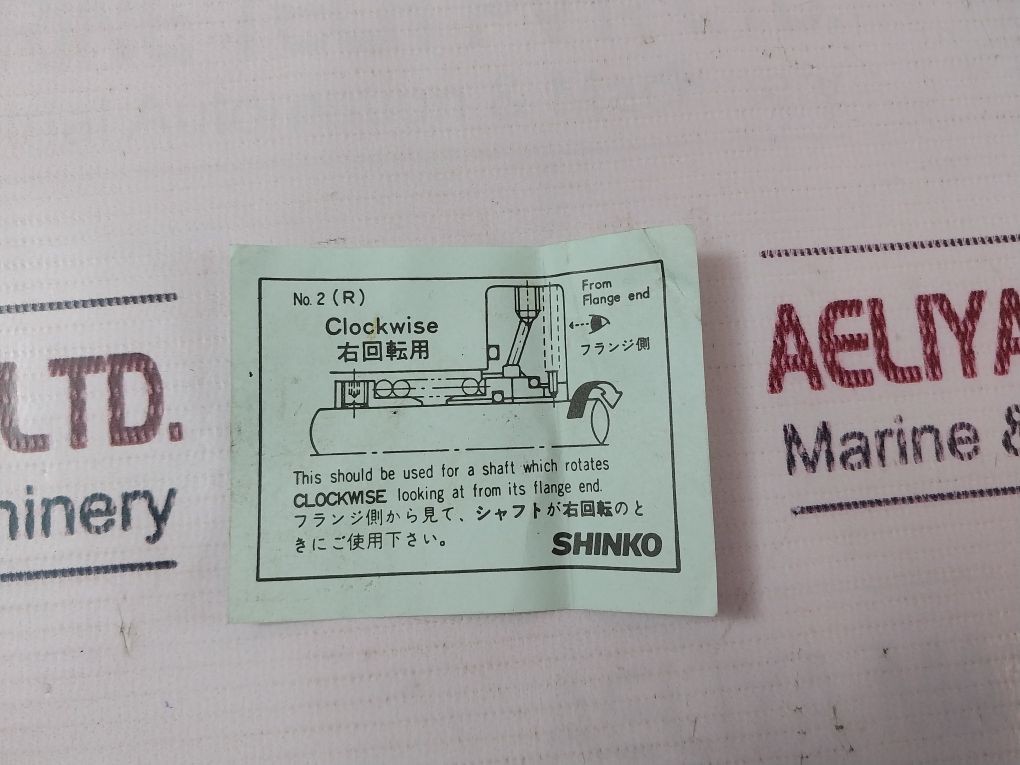 No. 2 (R)
Clockwise
右回転用
From
Flange end
フランジ側
This should be used for a shaft which rotates
CLOCKWISE looking at from its flange end.
フランジ側から見て、シャフトが右回転のと
きにご使用下さい。
SHINKO
LTD.
hinery
AELIYA
Marine &